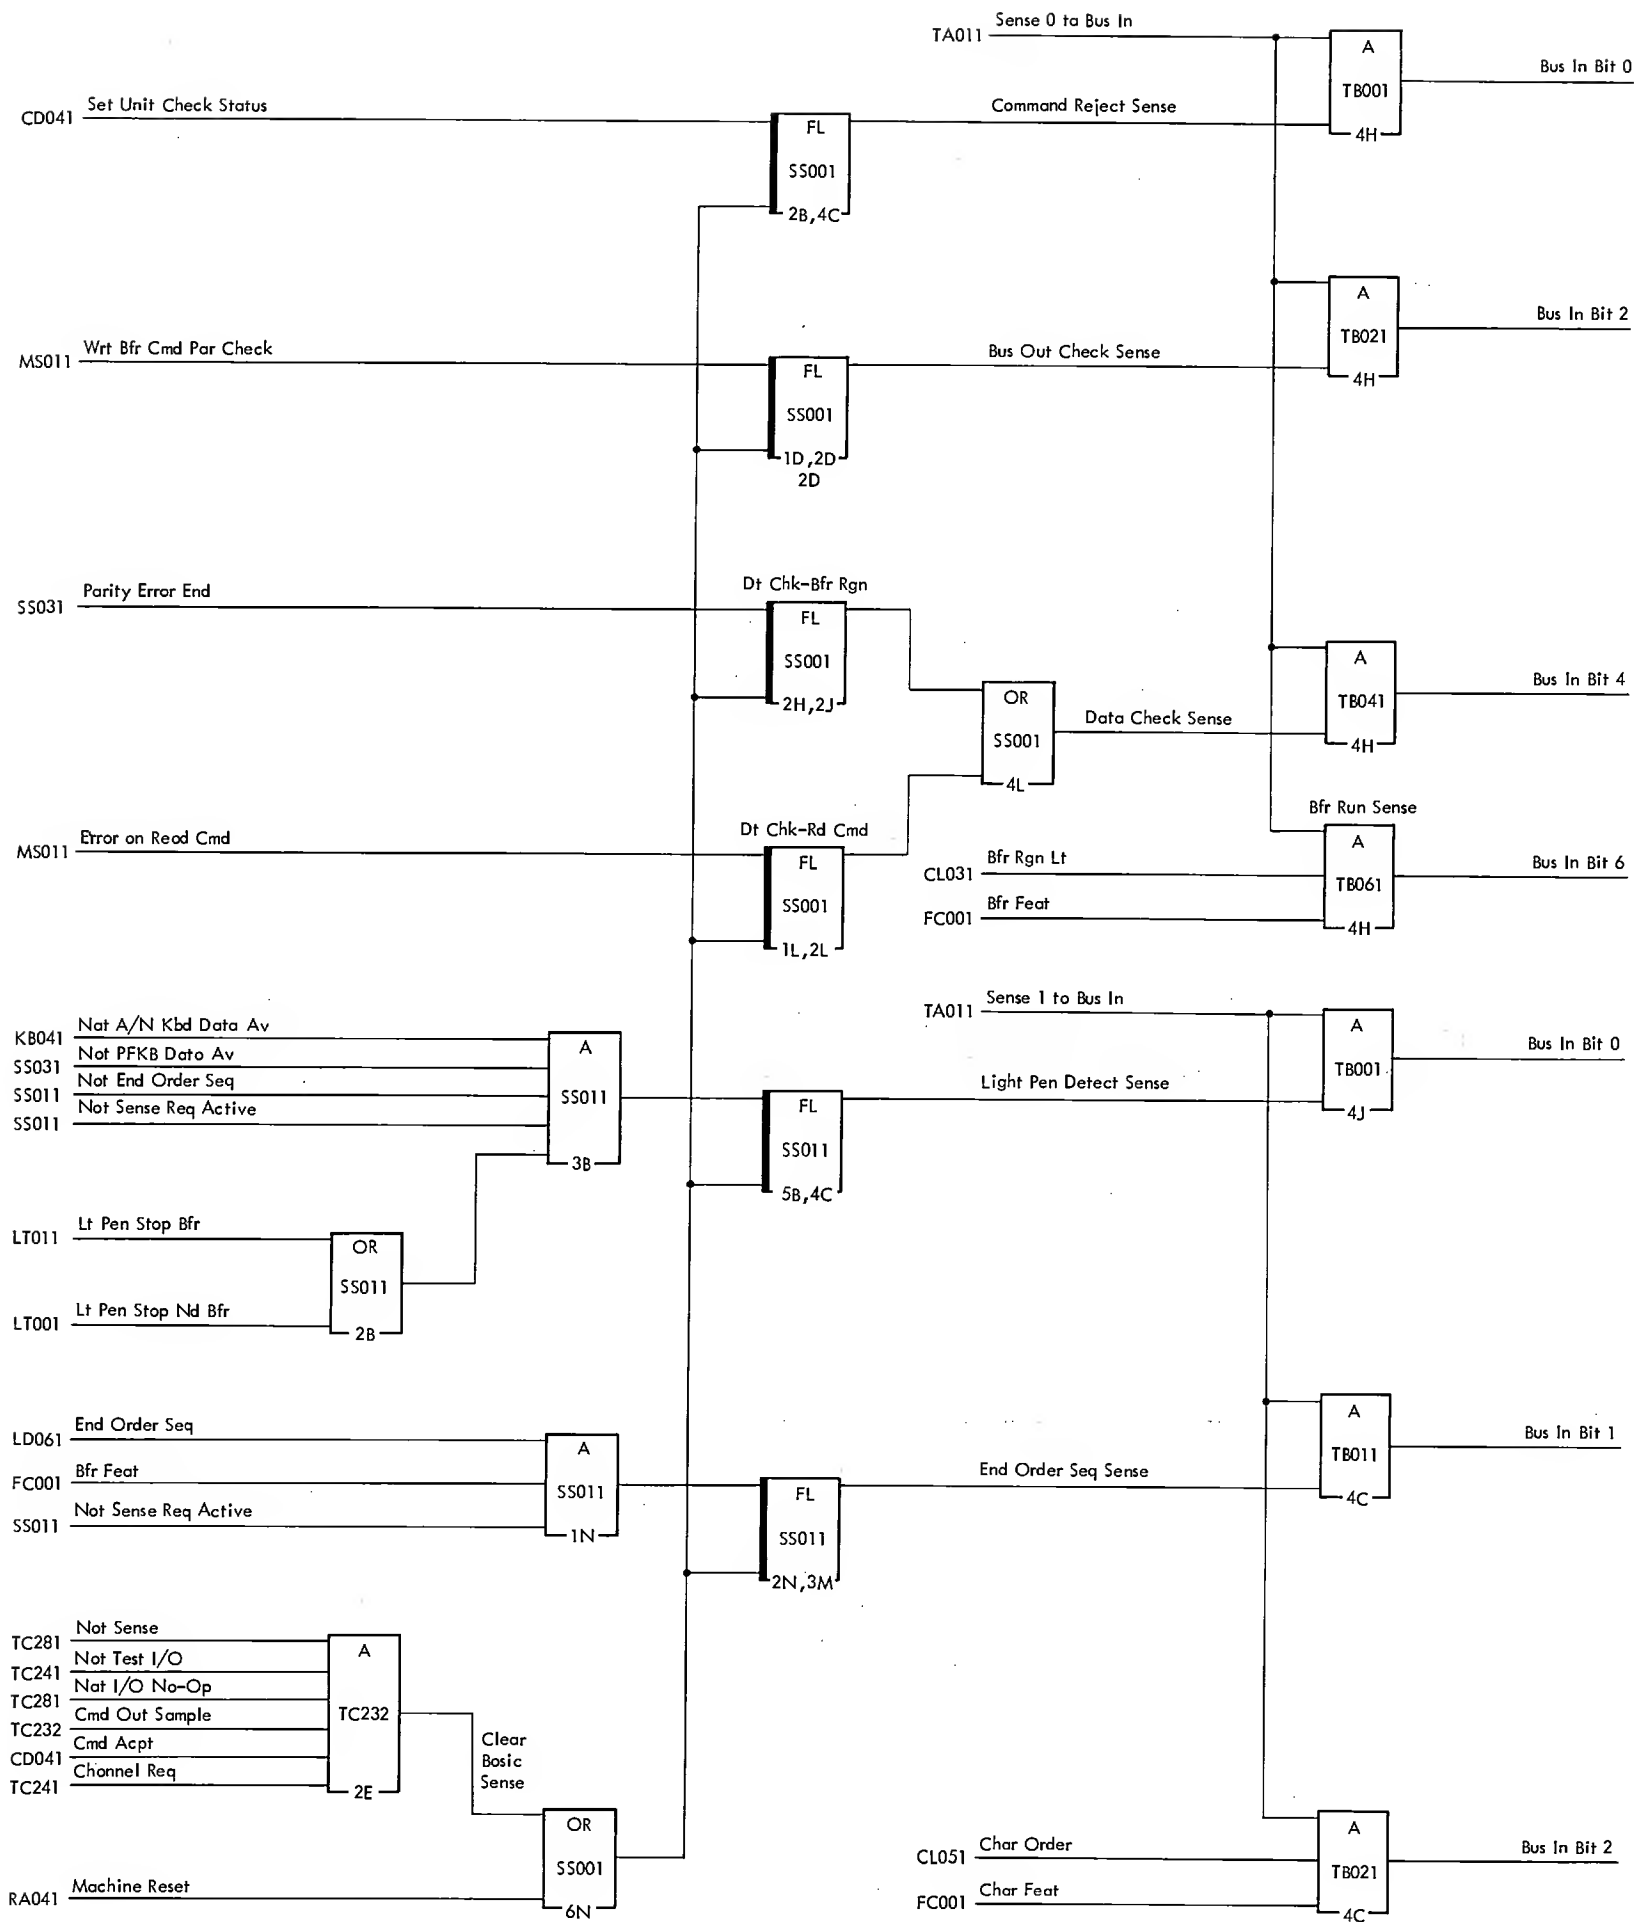 TA011 Sense 0 ta Bus In
A
TB001
4H
Bus In Bit 0
CD041 Set Unit Check Status
FL
SS001
2B,4C
Command Reject Sense
A
TB021
4H
Bus In Bit 2
MS011 Wrt Bfr Cmd Par Check
FL
SS001
1D,2D
2D
Bus Out Check Sense
SS031 Parity Error End
Dt Chk-Bfr Rgn
FL
SS001
2H,2J
OR
SS001
4L
Data Check Sense
A
TB041
4H
Bus In Bit 4
MS011 Error on Reod Cmd
Dt Chk-Rd Cmd
FL
SS001
1L,2L
Bfr Run Sense
CL031 Bfr Rgn Lt
FC001 Bfr Feat
A
TB061
4H
Bus In Bit 6
TA011 Sense 1 to Bus In
A
TB001
4J
Bus In Bit 0
KB041 Nat A/N Kbd Data Av
SS031 Not PFKB Dato Av
SS011 Not End Order Seq
SS011 Not Sense Req Active
A
SS011
3B
FL
SS011
5B,4C
Light Pen Detect Sense
LT011 Lt Pen Stop Bfr
OR
SS011
2B
LT001 Lt Pen Stop Nd Bfr
LD061 End Order Seq
FC001 Bfr Feat
SS011 Not Sense Req Active
A
SS011
1N
FL
SS011
2N,3M
End Order Seq Sense
A
TB011
4C
Bus In Bit 1
TC281 Not Sense
TC241 Not Test I/O
TC281 Nat I/O No-Op
TC232 Cmd Out Sample
CD041 Cmd Acpt
TC241 Channel Req
A
TC232
2E
Clear
Bosic
Sense
OR
SS001
6N
RA041 Machine Reset
CL051 Char Order
FC001 Char Feat
A
TB021
4C
Bus In Bit 2